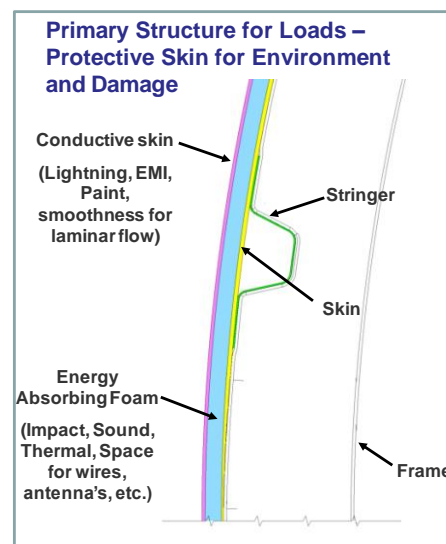 Primary Structure for Loads –
Protective Skin for Environment
and Damage
Conductive skin
(Lightning, EMI,
Paint,
smoothness for
laminar flow)
Stringer
Skin
Energy
Absorbing Foam
(Impact, Sound,
Thermal, Space
for wires,
antenna's, etc.)
Frame